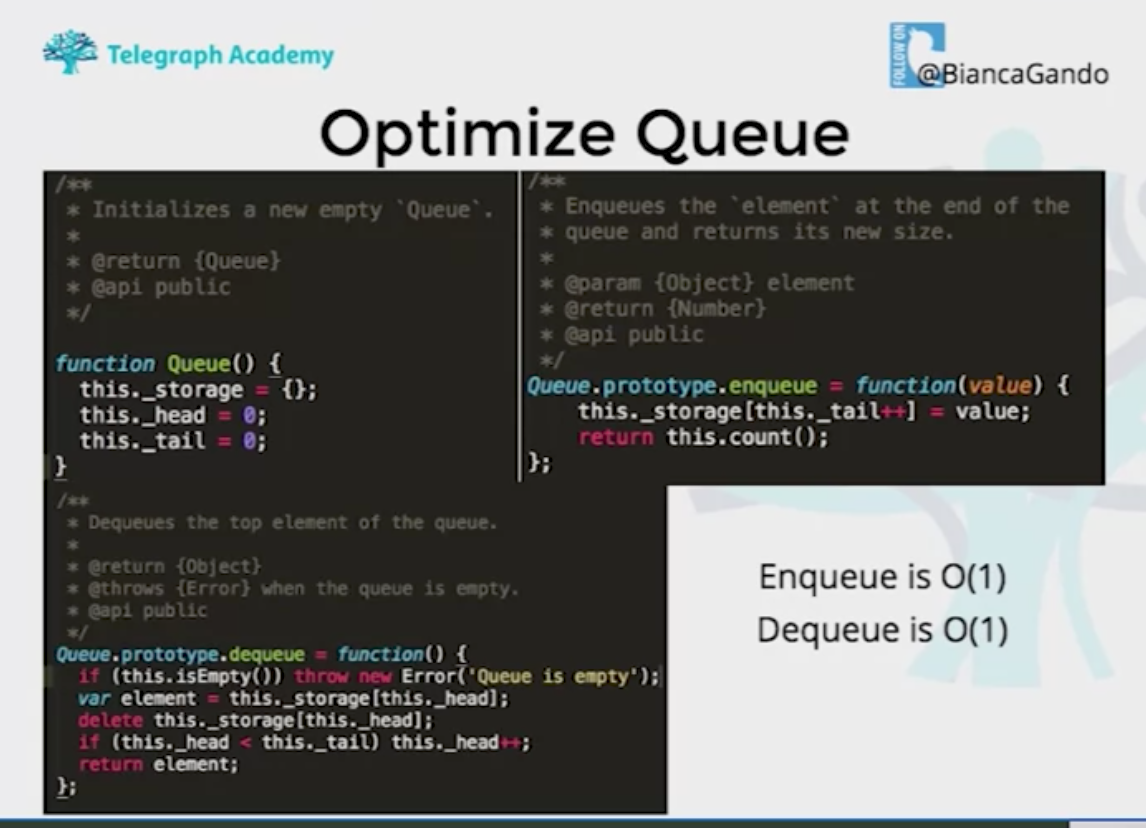 Telegraph Academy
FOLLOW ON
@BiancaGando
Optimize Queue
/**
 * Initializes a new empty `Queue`.
 *
 * @return {Queue}
 * @api public
 */
function Queue() {
  this._storage = {};
  this._head = 0;
  this._tail = 0;
}
/**
 * Enqueues the `element` at the end of the
 * queue and returns its new size.
 *
 * @param {Object} element
 * @return {Number}
 * @api public
 */
Queue.prototype.enqueue = function(value) {
    this._storage[this._tail++] = value;
    return this.count();
};
/**
 * Dequeues the top element of the queue.
 *
 * @return {Object}
 * @throws {Error} when the queue is empty.
 * @api public
 */
Queue.prototype.dequeue = function() {
  if (this.isEmpty()) throw new Error('Queue is empty');
  var element = this._storage[this._head];
  delete this._storage[this._head];
  if (this._head < this._tail) this._head++;
  return element;
};
Enqueue is O(1)
Dequeue is O(1)